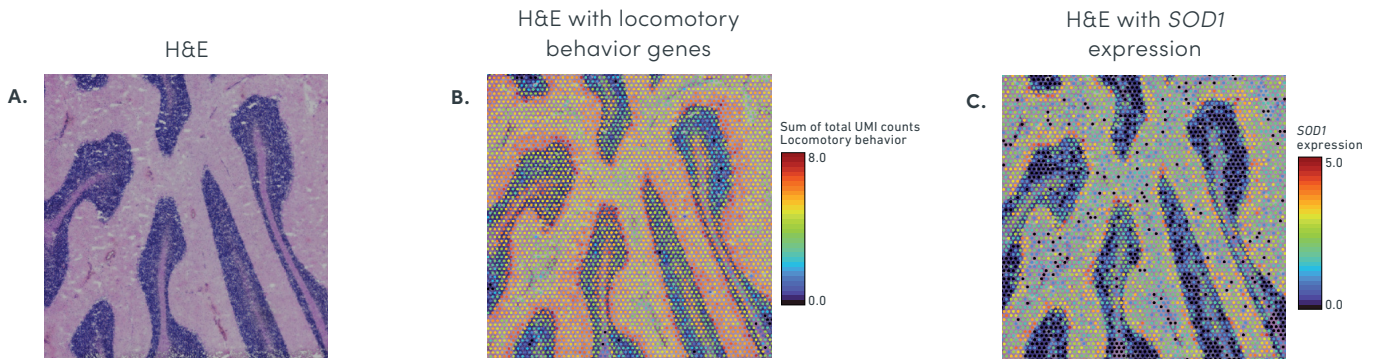 H&E
H&E with locomotory
behavior genes
H&E with SOD1
expression
A.
B.
Sum of total UMI counts
Locomotory behavior
8.0
0.0
C.
SOD1
expression
5.0
0.0